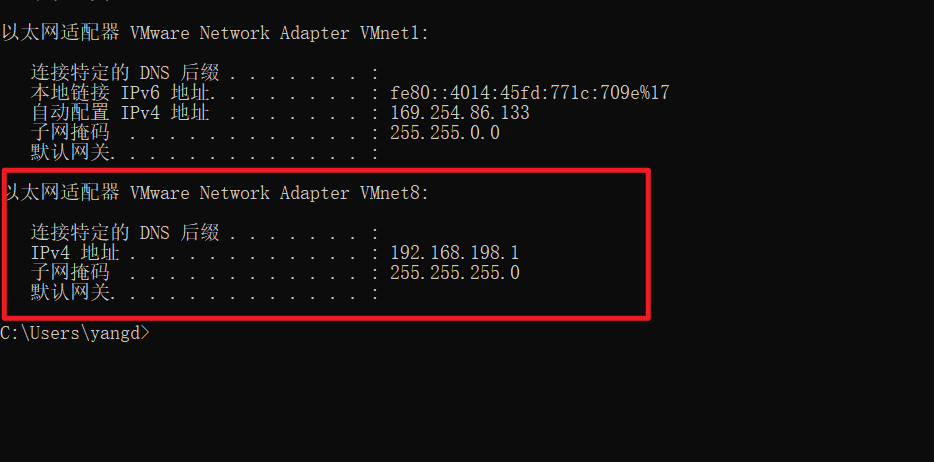 以太网适配器 VMware Network Adapter VMnet1:
连接特定的 DNS 后缀 . . . . . . . :
本地链接 IPv6 地址. . . . . . . . : fe80::4014:45fd:771c:709e%17
自动配置 IPv4 地址 . . . . . . . : 169.254.86.133
子网掩码 . . . . . . . . . . . . : 255.255.0.0
默认网关. . . . . . . . . . . . . :
以太网适配器 VMware Network Adapter VMnet8:
连接特定的 DNS 后缀 . . . . . . . :
IPv4 地址 . . . . . . . . . . . . : 192.168.198.1
子网掩码 . . . . . . . . . . . . : 255.255.255.0
默认网关. . . . . . . . . . . . . :
C:\Users\yangd>